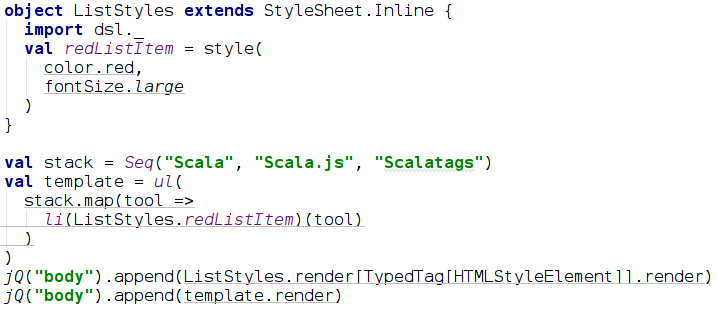 object ListStyles extends StyleSheet.Inline {
  import dsl._
  val redListItem = style(
    color.red,
    fontSize.large
  )
}

val stack = Seq("Scala", "Scala.js", "Scalatags")
val template = ul(
  stack.map(tool =>
    li(ListStyles.redListItem)(tool)
  )
)
jQ("body").append(ListStyles.render[TypedTag[HTMLStyleElement]].render)
jQ("body").append(template.render)